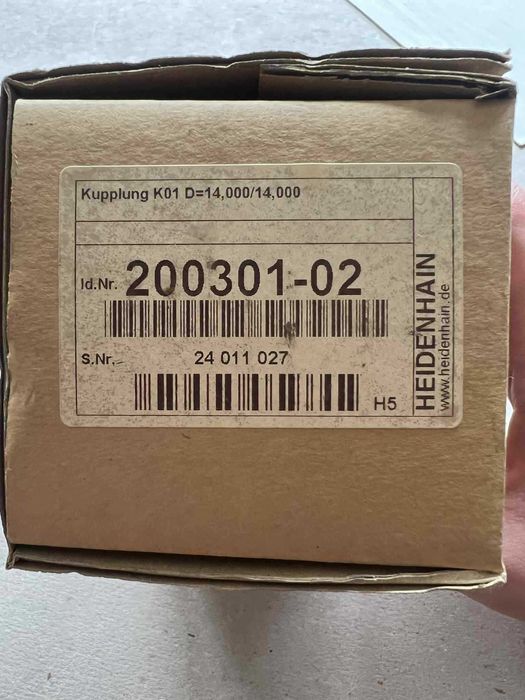 Kupplung K01 D=14,000/14,000
Id.Nr. 200301-02
S.Nr. 24 011 027
H5
HEIDENHAIN
www.heidenhain.de